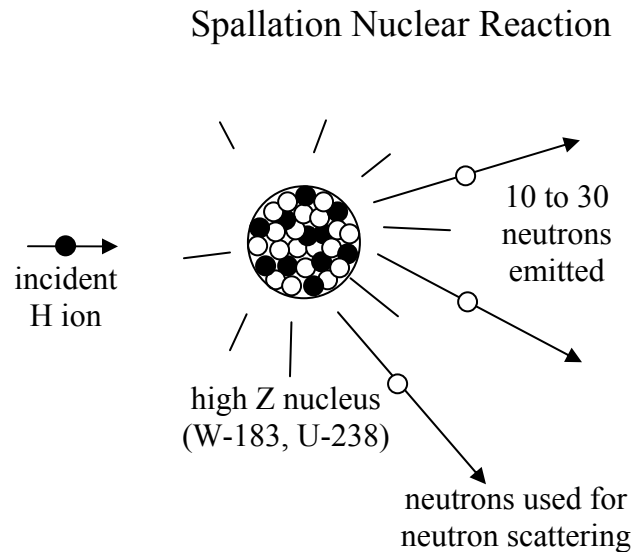 Spallation Nuclear Reaction
10 to 30
neutrons
emitted
incident
H ion
high Z nucleus
(W-183, U-238)
neutrons used for
neutron scattering